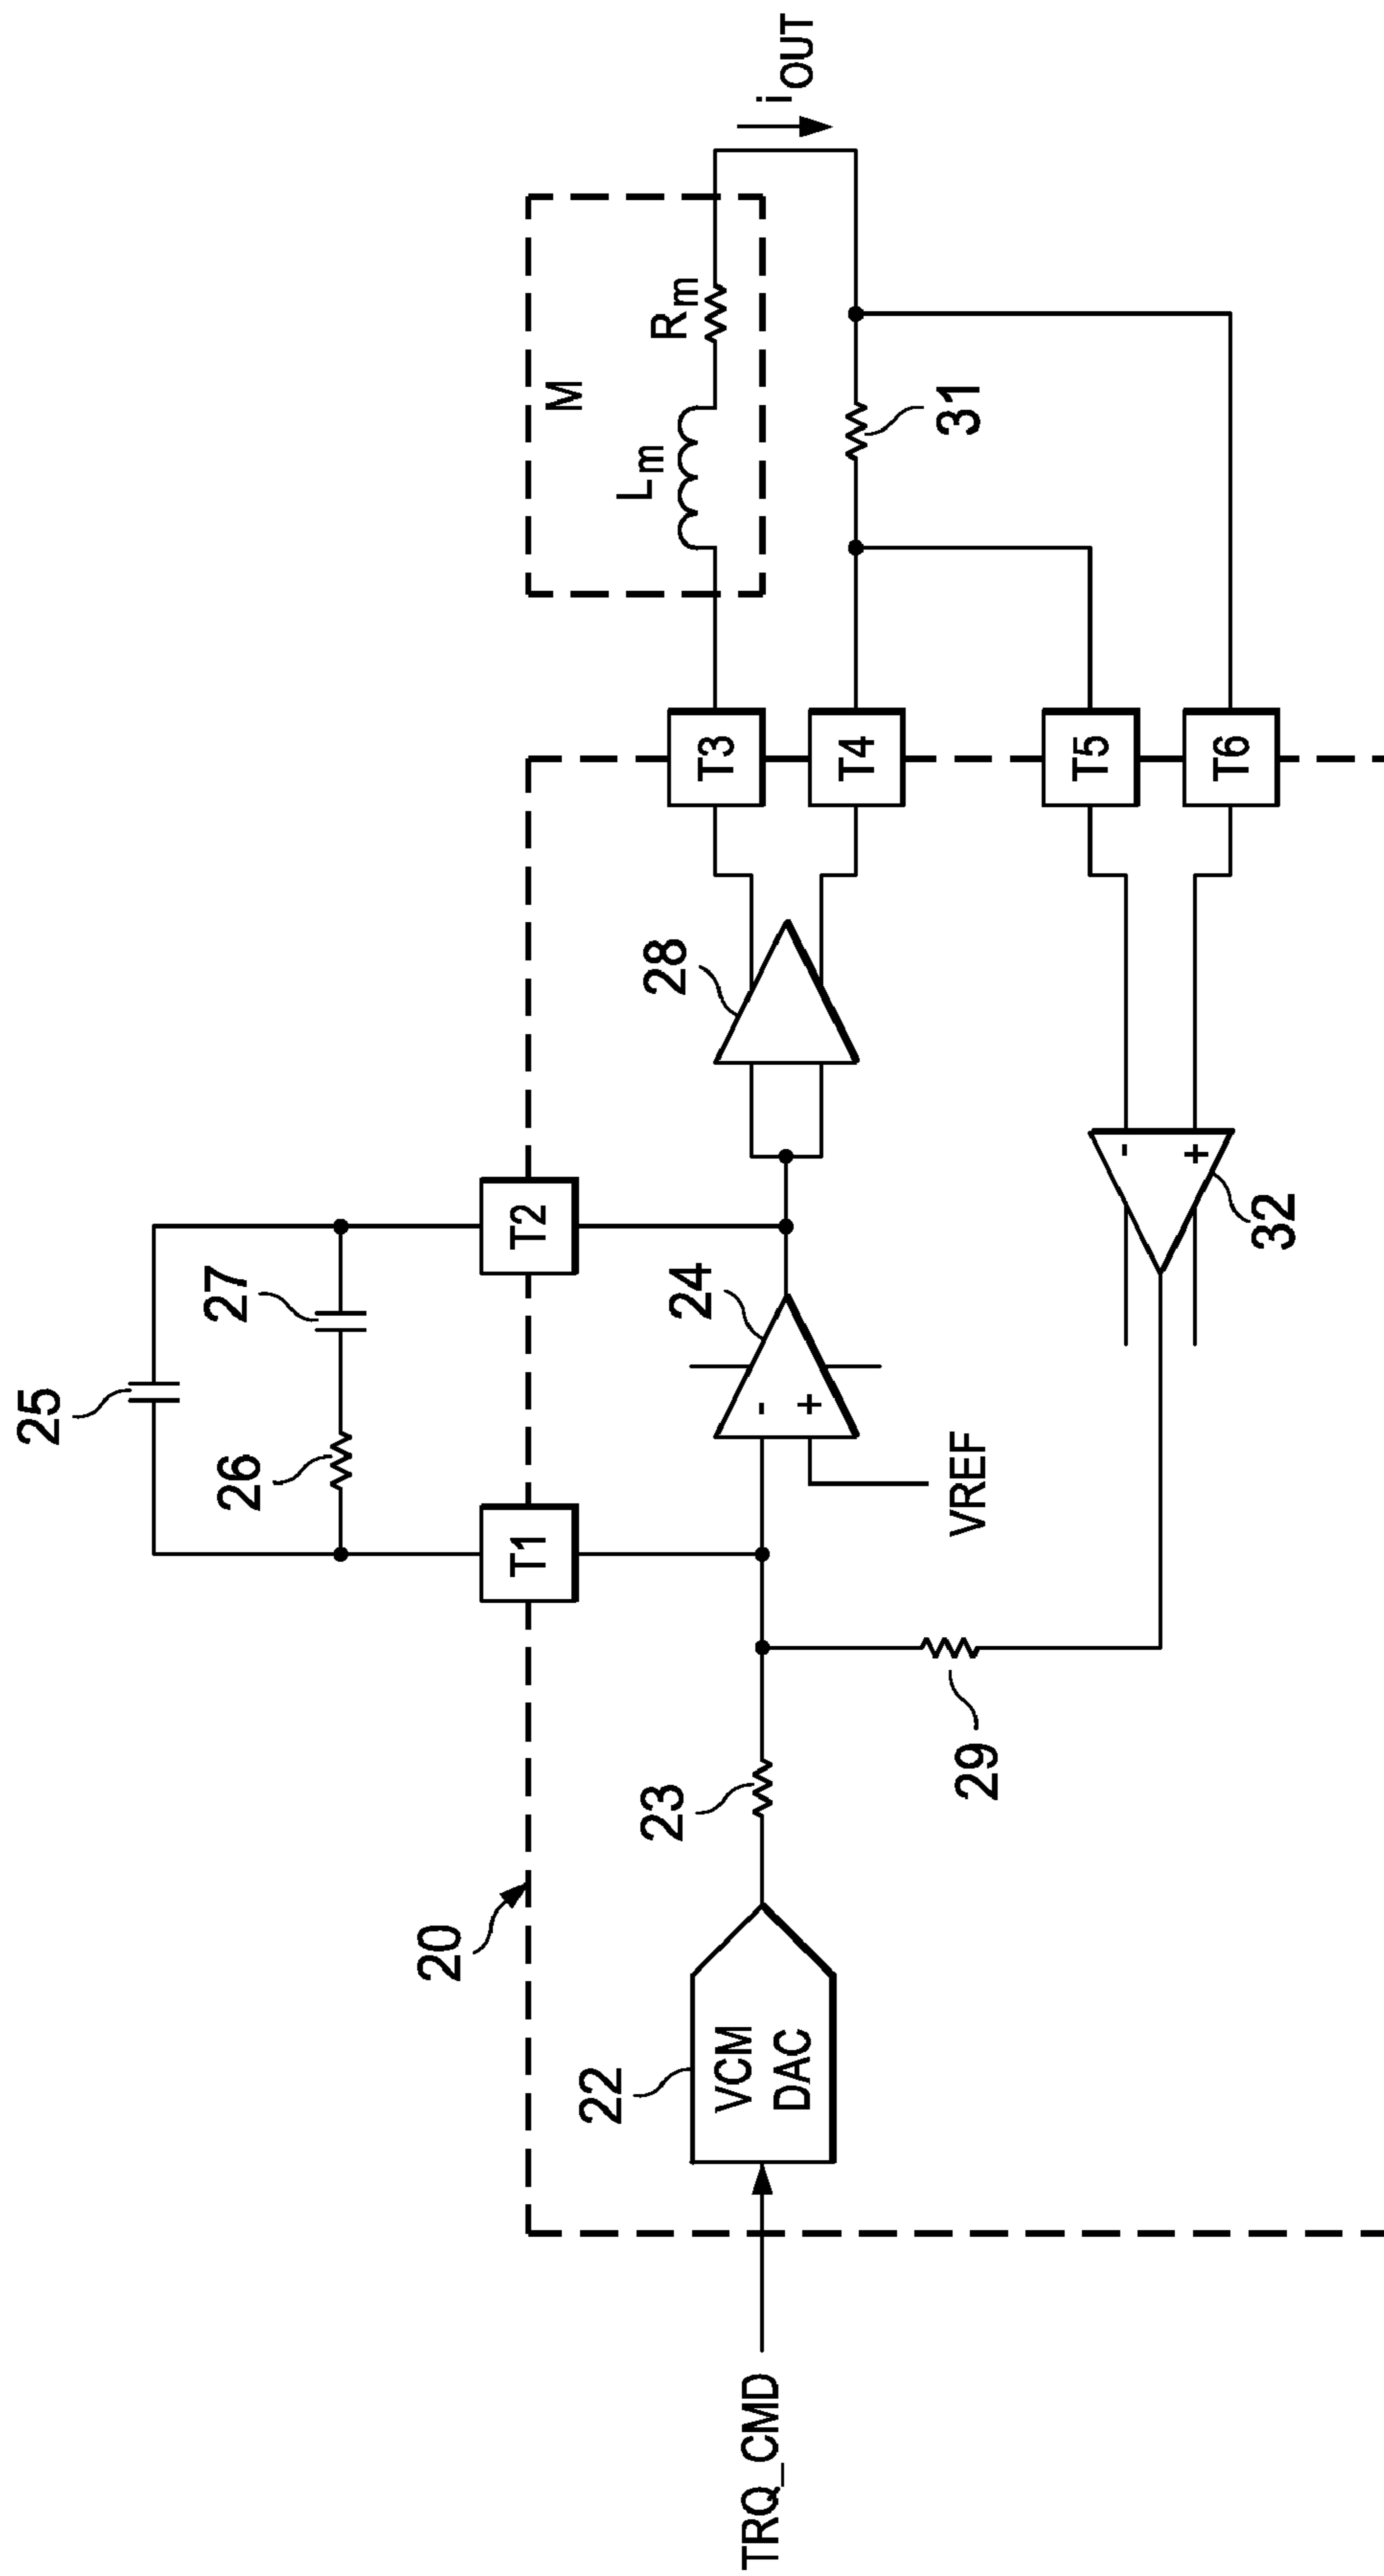 25
26
27
T1
T2
20
TRQ_CMD
22
VCM
DAC
23
24
-
+
VREF
28
29
T3
T4
T5
T6
-
+
32
M
Lm
Rm
iOUT
31